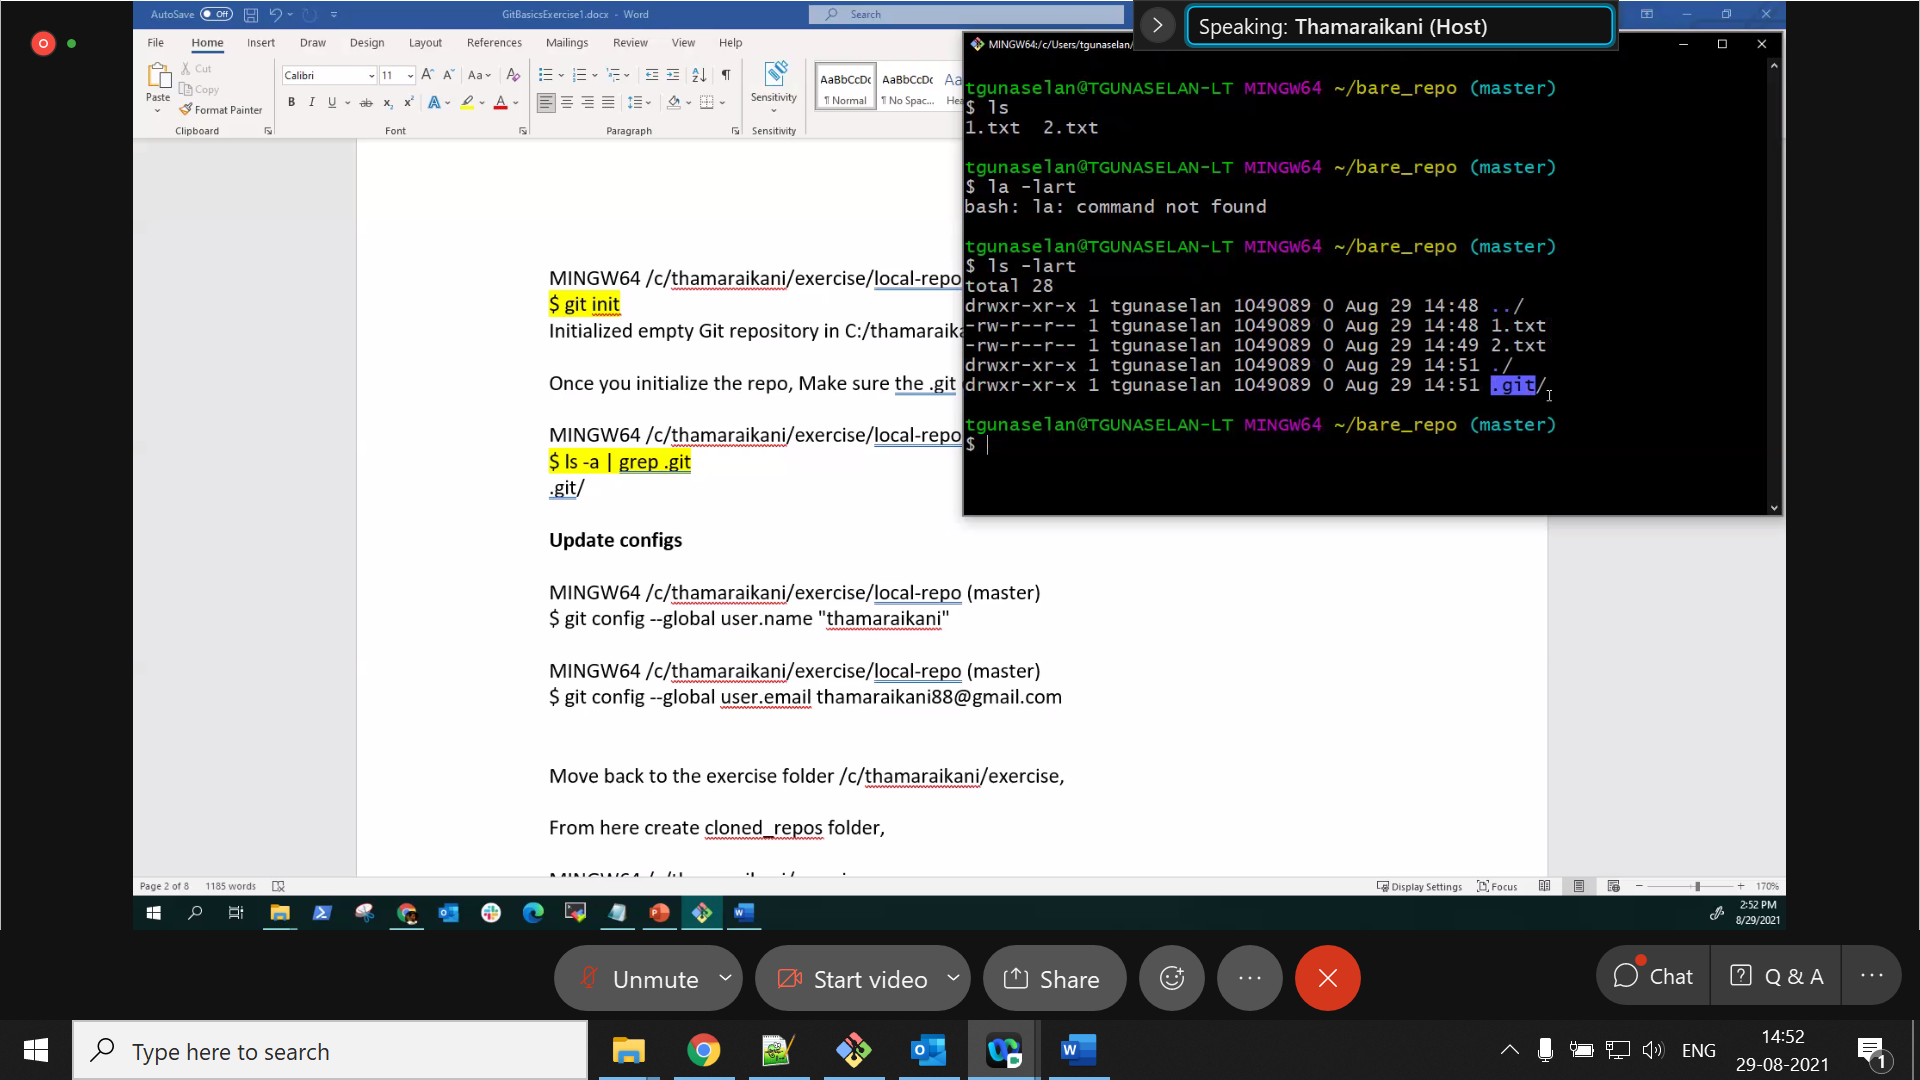 AutoSave Off
GitBasicsExercise1.docx - Word
Search
Speaking: Thamaraikani (Host)
File Home Insert Draw Design Layout References Mailings Review View Help
Paste
Cut
Copy
Format Painter
Clipboard
Calibri 11
Font
Paragraph
AaBbCcDc
¶ Normal
AaBbCcDc
¶ No Spac...
Sensitivity
Sensitivity
MINGW64 /c/thamaraikani/exercise/local-repo
$ git init
Initialized empty Git repository in C:/thamaraika
Once you initialize the repo, Make sure the .git
MINGW64 /c/thamaraikani/exercise/local-repo
$ ls -a | grep .git
.git/
Update configs
MINGW64 /c/thamaraikani/exercise/local-repo (master)
$ git config --global user.name "thamaraikani"
MINGW64 /c/thamaraikani/exercise/local-repo (master)
$ git config --global user.email thamaraikani88@gmail.com
Move back to the exercise folder /c/thamaraikani/exercise,
From here create cloned_repos folder,
MINGW64:/c/Users/tgunaselan/
tgunaselan@TGUNASELAN-LT MINGW64 ~/bare_repo (master)
$ ls
1.txt 2.txt
tgunaselan@TGUNASELAN-LT MINGW64 ~/bare_repo (master)
$ la -lart
bash: la: command not found
tgunaselan@TGUNASELAN-LT MINGW64 ~/bare_repo (master)
$ ls -lart
total 28
drwxr-xr-x 1 tgunaselan 1049089 0 Aug 29 14:48 ../
-rw-r--r-- 1 tgunaselan 1049089 0 Aug 29 14:48 1.txt
-rw-r--r-- 1 tgunaselan 1049089 0 Aug 29 14:49 2.txt
drwxr-xr-x 1 tgunaselan 1049089 0 Aug 29 14:51 ./
drwxr-xr-x 1 tgunaselan 1049089 0 Aug 29 14:51 .git/
tgunaselan@TGUNASELAN-LT MINGW64 ~/bare_repo (master)
$
Page 2 of 8 1185 words
Display Settings Focus 170%
2:52 PM
8/29/2021
Unmute Start video Share
Chat Q & A
Type here to search
ENG
14:52
29-08-2021
1